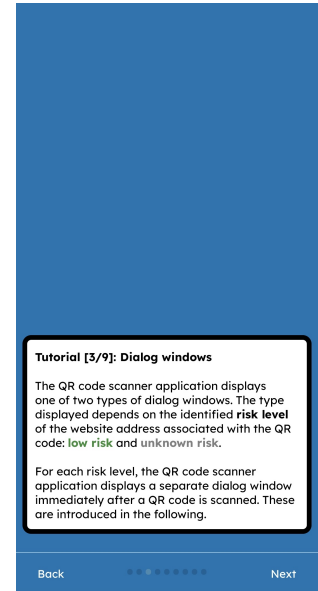 Tutorial [3/9]: Dialog windows
The QR code scanner application displays
one of two types of dialog windows. The type
displayed depends on the identified risk level
of the website address associated with the QR
code: low risk and unknown risk.
For each risk level, the QR code scanner
application displays a separate dialog window
immediately after a QR code is scanned. These
are introduced in the following.
Back
Next